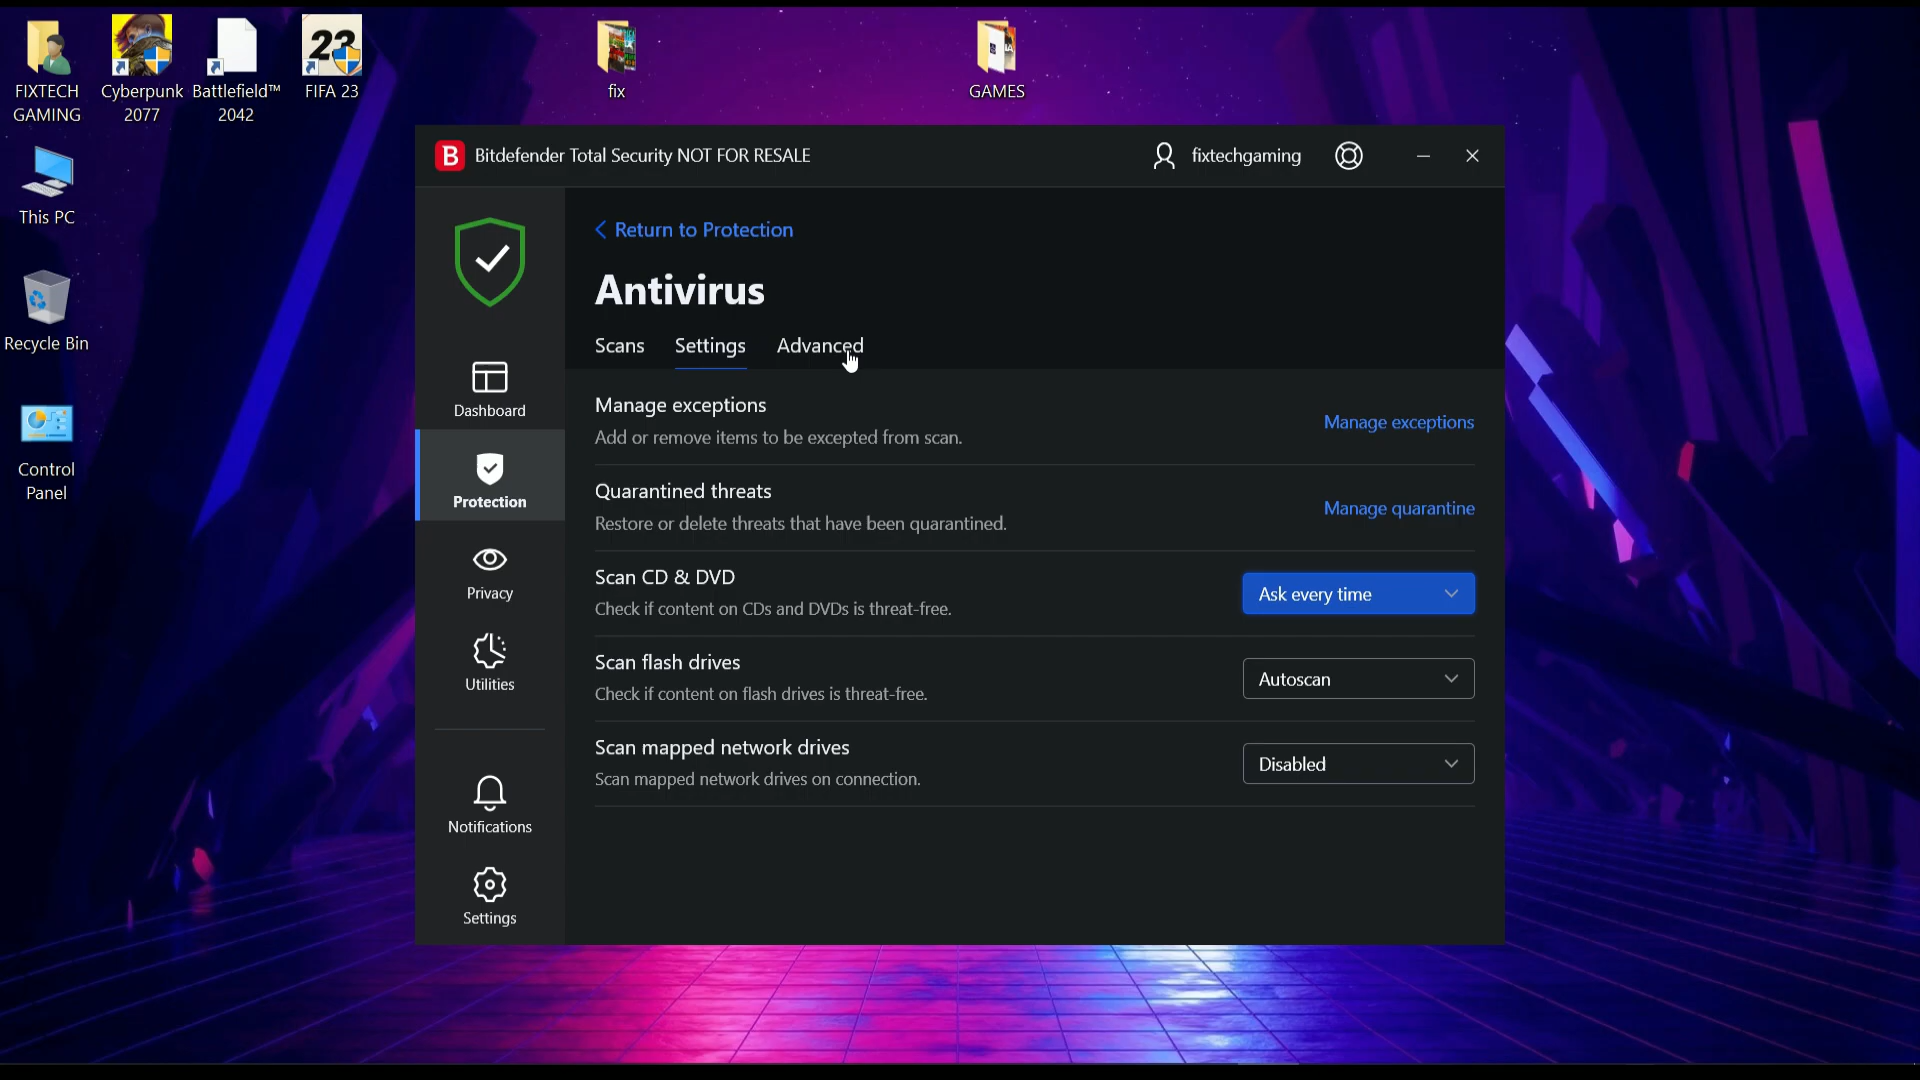 FIXTECH
GAMING
Cyberpunk
2077
Battlefield™
2042
23
FIFA 23
fix
GAMES
This PC
Recycle Bin
Control
Panel
B Bitdefender Total Security NOT FOR RESALE
fixtechgaming
Dashboard
Protection
Privacy
Utilities
Notifications
Settings
Return to Protection
Antivirus
Scans Settings Advanced
Manage exceptions
Add or remove items to be excepted from scan.
Manage exceptions
Quarantined threats
Restore or delete threats that have been quarantined.
Manage quarantine
Scan CD & DVD
Check if content on CDs and DVDs is threat-free.
Ask every time
Scan flash drives
Check if content on flash drives is threat-free.
Autoscan
Scan mapped network drives
Scan mapped network drives on connection.
Disabled